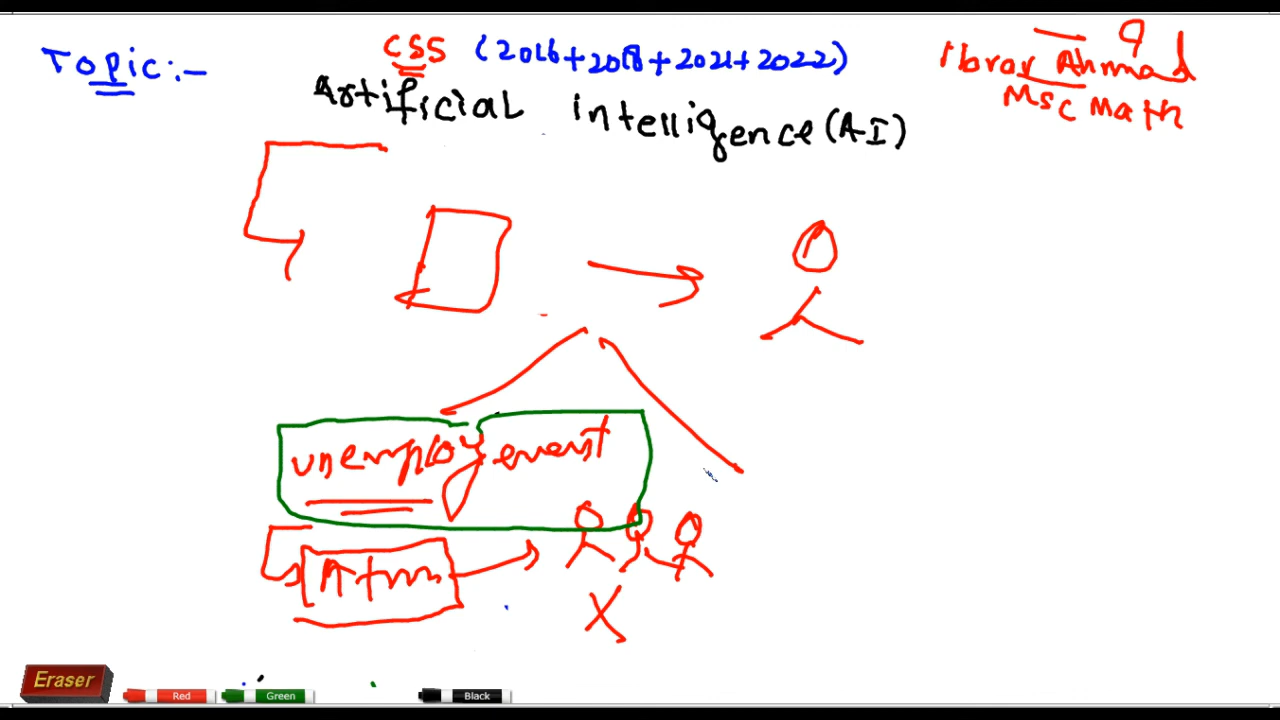 Topic:-
CSS (2016+2018+2021+2022)
Artificial intelligence(AI)
Ibrar Ahmad
Msc Math
unemployement
Atm
X
Eraser
Red
Green
Black